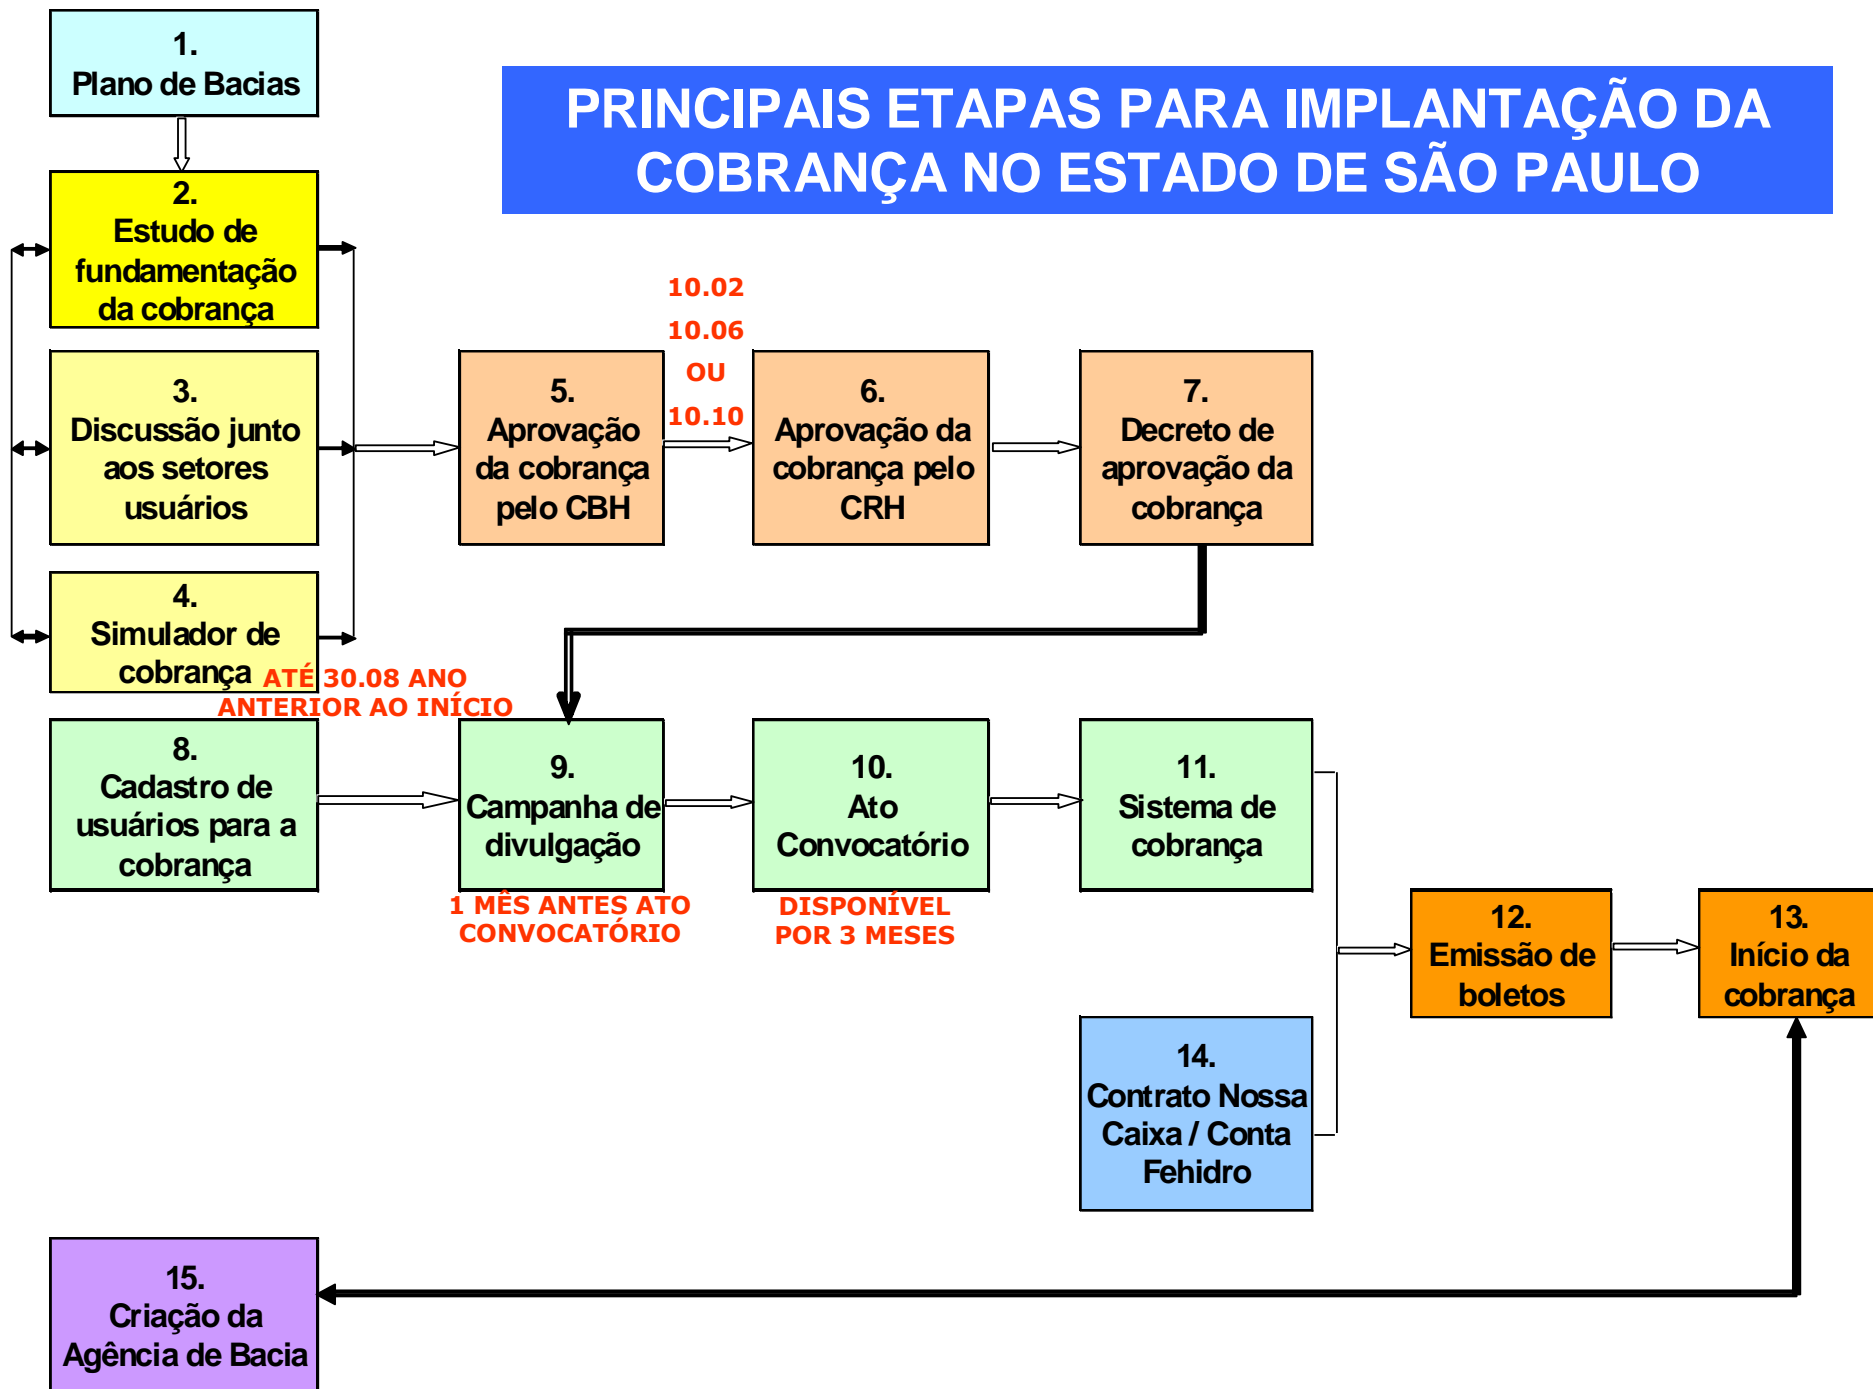 1.
Plano de Bacias
PRINCIPAIS ETAPAS PARA IMPLANTAÇÃO DA
COBRANÇA NO ESTADO DE SÃO PAULO
2.
Estudo de
fundamentação
da cobrança
3.
Discussão junto
aos setores
usuários
4.
Simulador de
cobrança
5.
Aprovação
da cobrança
pelo CBH
10.02
10.06
OU
10.10
6.
Aprovação da
cobrança pelo
CRH
7.
Decreto de
aprovação da
cobrança
ATÉ 30.08 ANO
ANTERIOR AO INÍCIO
8.
Cadastro de
usuários para a
cobrança
9.
Campanha de
divulgação
1 MÊS ANTES ATO
CONVOCATÓRIO
10.
Ato
Convocatório
DISPONÍVEL
POR 3 MESES
11.
Sistema de
cobrança
12.
Emissão de
boletos
13.
Início da
cobrança
14.
Contrato Nossa
Caixa / Conta
Fehidro
15.
Criação da
Agência de Bacia